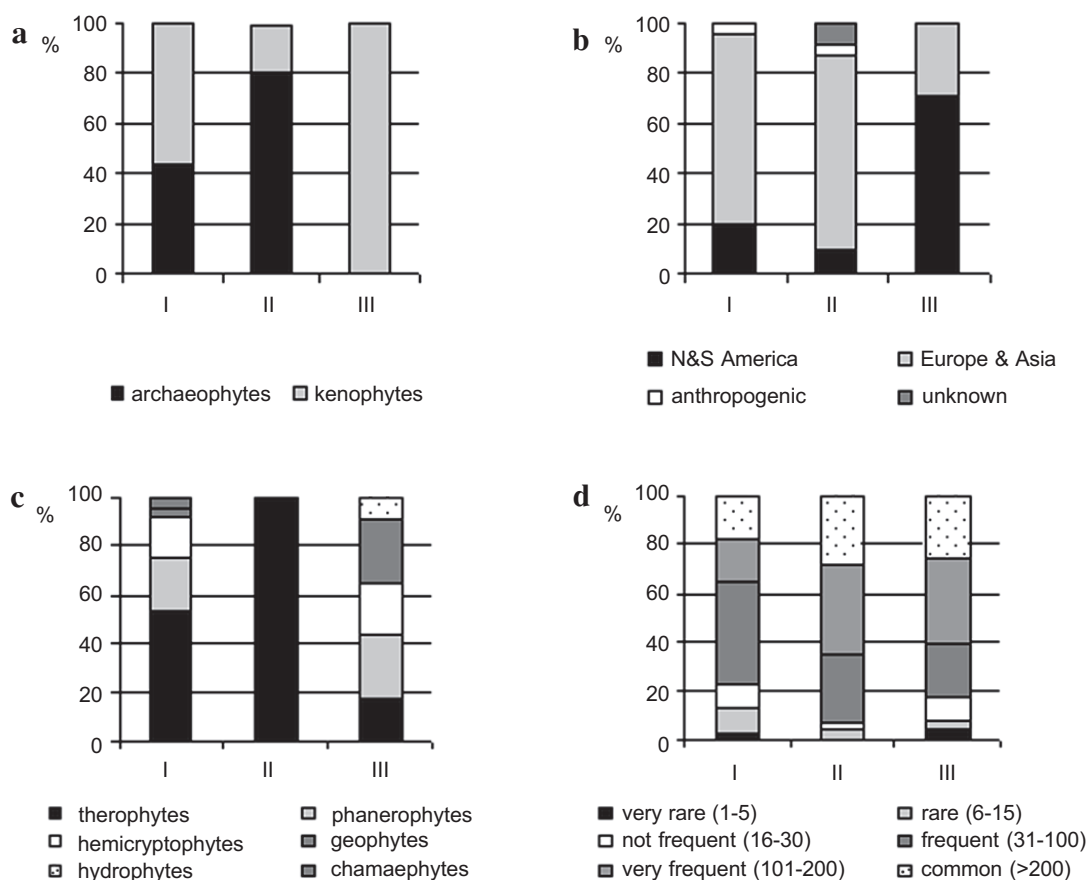 a
%
100
80
60
40
20
0
I II III
archaeophytes kenophytes
b
%
100
80
60
40
20
0
I II III
N&S America Europe & Asia
anthropogenic unknown
c
%
100
80
60
40
20
0
I II III
therophytes phanerophytes
hemicryptophytes geophytes
hydrophytes chamaephytes
d
%
100
80
60
40
20
0
I II III
very rare (1-5) rare (6-15)
not frequent (16-30) frequent (31-100)
very frequent (101-200) common (>200)